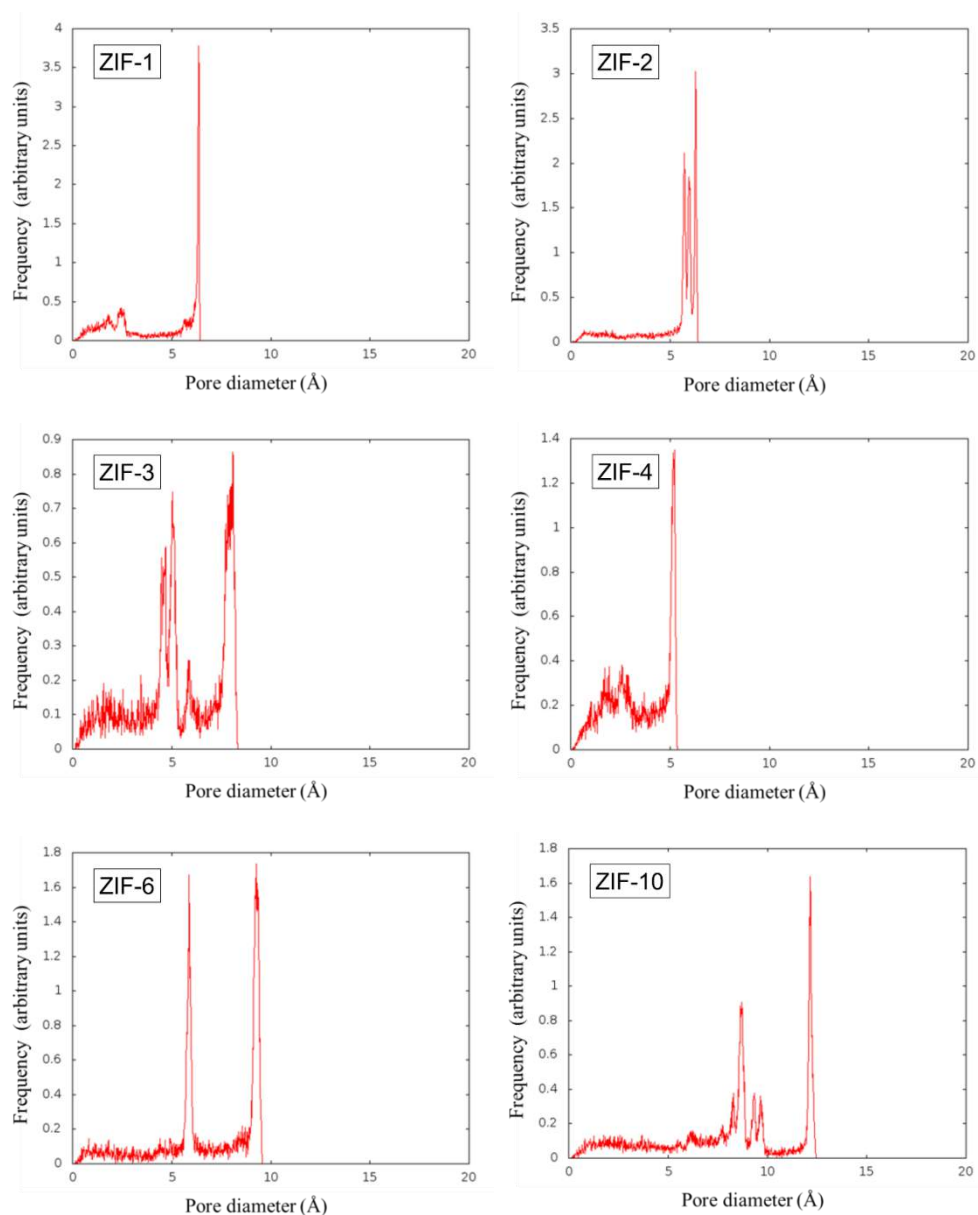 ZIF-1
Frequency (arbitrary units)
4
3.5
3
2.5
2
1.5
1
0.5
0
0 5 10 15 20
Pore diameter (Å)
ZIF-2
Frequency (arbitrary units)
3.5
3
2.5
2
1.5
1
0.5
0
0 5 10 15 20
Pore diameter (Å)
ZIF-3
Frequency (arbitrary units)
0.9
0.8
0.7
0.6
0.5
0.4
0.3
0.2
0.1
0
0 5 10 15 20
Pore diameter (Å)
ZIF-4
Frequency (arbitrary units)
1.4
1.2
1
0.8
0.6
0.4
0.2
0
0 5 10 15 20
Pore diameter (Å)
ZIF-6
Frequency (arbitrary units)
1.8
1.6
1.4
1.2
1
0.8
0.6
0.4
0.2
0
0 5 10 15 20
Pore diameter (Å)
ZIF-10
Frequency (arbitrary units)
1.8
1.6
1.4
1.2
1
0.8
0.6
0.4
0.2
0
0 5 10 15 20
Pore diameter (Å)